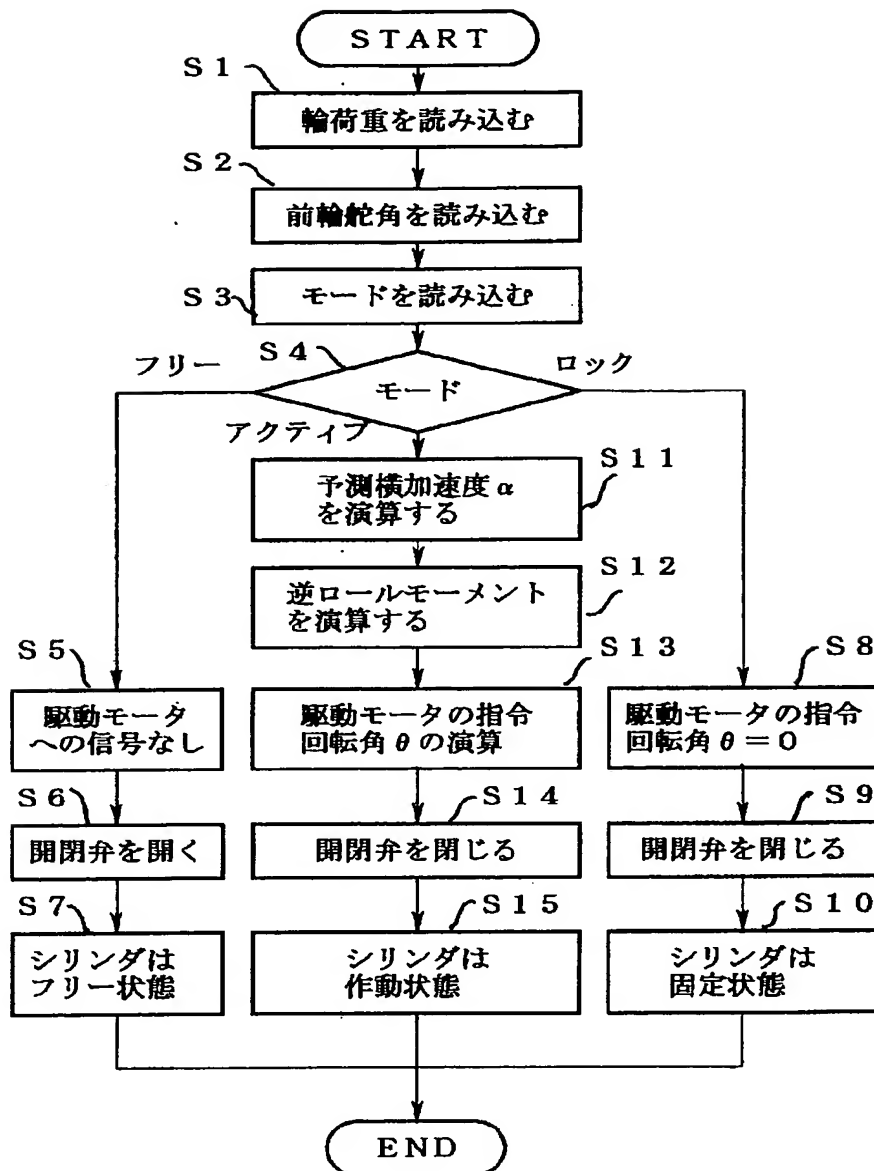 START
S1
輪荷重を読み込む
S2
前輪舵角を読み込む
S3
モードを読み込む
S4
フリー
ロック
モード
アクティブ
S11
予測横加速度α
を演算する
S12
逆ロールモーメント
を演算する
S5
S13
S8
駆動モータ
への信号なし
駆動モータの指令
回転角θの演算
駆動モータの指令
回転角θ=0
S6
S14
S9
開閉弁を開く
開閉弁を閉じる
開閉弁を閉じる
S7
S15
S10
シリンダは
フリー状態
シリンダは
作動状態
シリンダは
固定状態
END